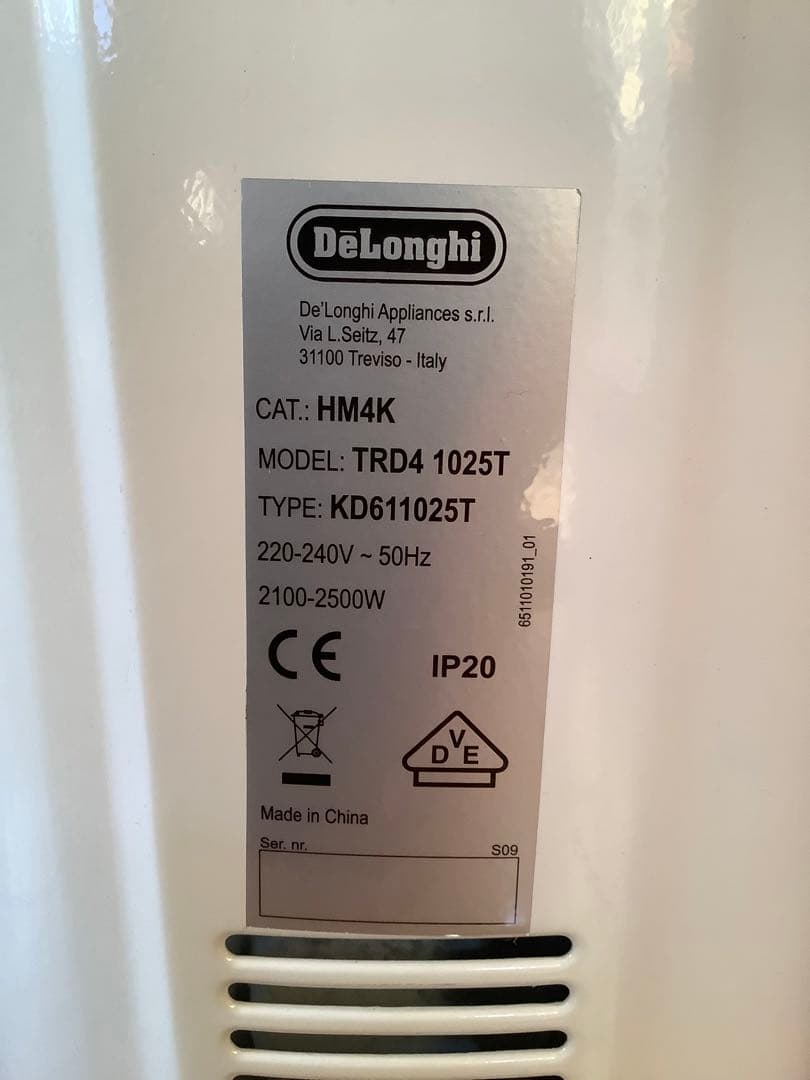 DēLonghi
De'Longhi Appliances s.r.l.
Via L.Seitz, 47
31100 Treviso - Italy
CAT.: HM4K
MODEL: TRD4 1025T
TYPE: KD611025T
220-240V ~ 50Hz
2100-2500W
6511010191_01
CE
IP20
DVE
Made in China
Ser. nr.
S09